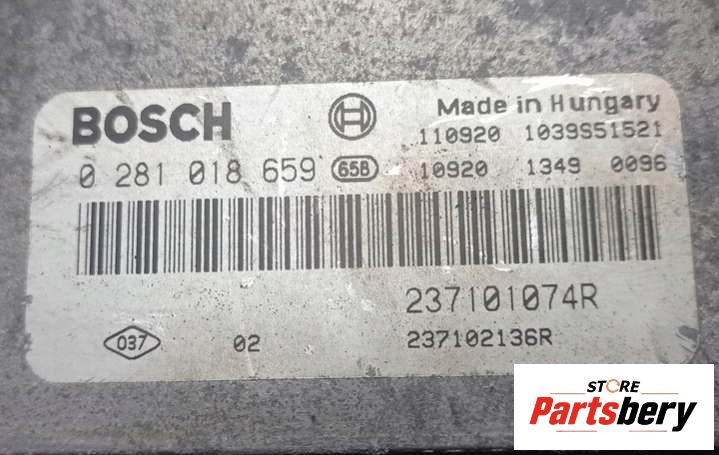 BOSCH
Made in Hungary
110920 1039S51521
0 281 018 659 65B 10920 1349 0096
237101074R
037 02 237102136R
STORE
Partsbery